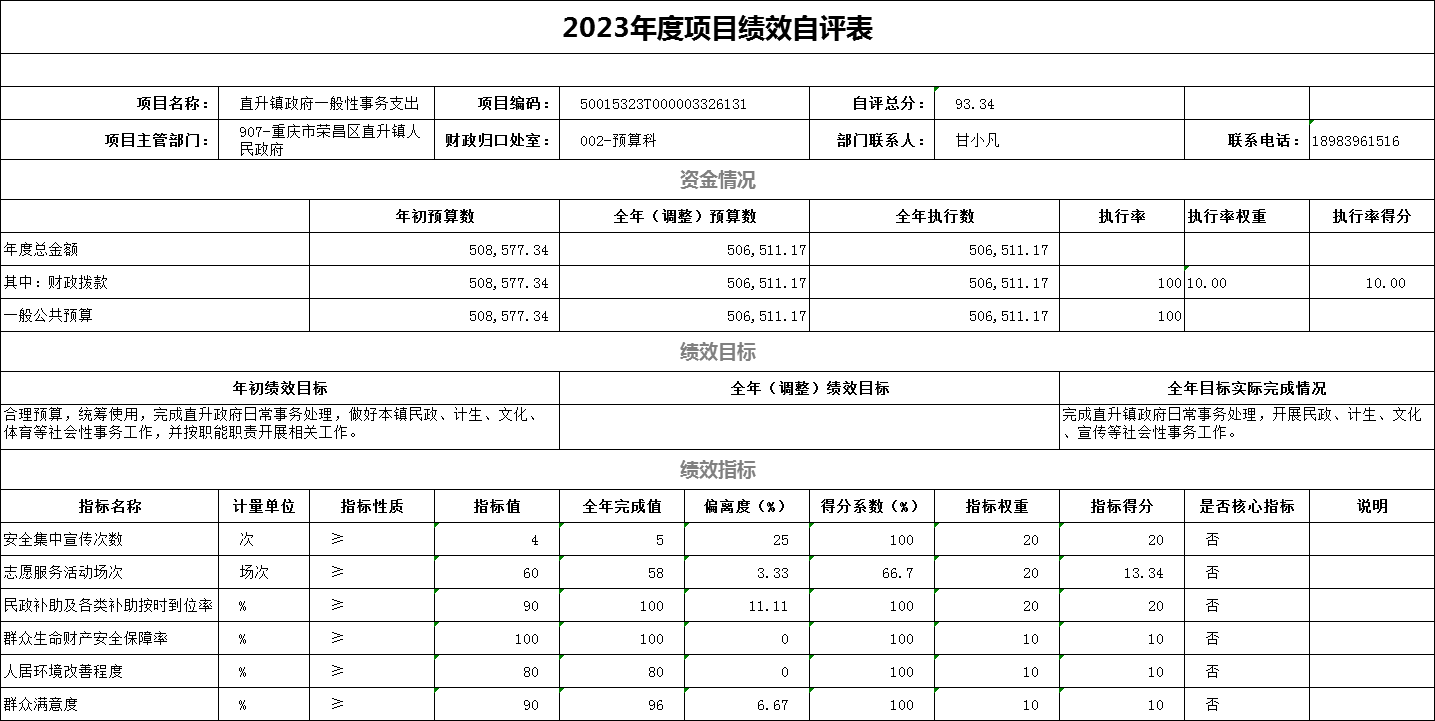 2023年度项目绩效自评表
项目名称： 直升镇政府一般性事务支出 项目编码： 50015323T000003326131 自评总分： 93.34
项目主管部门： 907-重庆市荣昌区直升镇人民政府 财政归口处室： 002-预算科 部门联系人： 甘小凡 联系电话： 18983961516
资金情况
年初预算数 全年（调整）预算数 全年执行数 执行率 执行率权重 执行率得分
年度总金额 508,577.34 506,511.17 506,511.17
其中：财政拨款 508,577.34 506,511.17 506,511.17 100 10.00 10.00
一般公共预算 508,577.34 506,511.17 506,511.17 100
绩效目标
年初绩效目标 全年（调整）绩效目标 全年目标实际完成情况
合理预算，统筹使用，完成直升政府日常事务处理，做好本镇民政、计生、文化、
体育等社会性事务工作，并按职能职责开展相关工作。
完成直升镇政府日常事务处理，开展民政、计生、文化
、宣传等社会性事务工作。
绩效指标
指标名称 计量单位 指标性质 指标值 全年完成值 偏离度（%） 得分系数（%） 指标权重 指标得分 是否核心指标 说明
安全集中宣传次数 次 ≥ 4 5 25 100 20 20 否
志愿服务活动场次 场次 ≥ 60 58 3.33 66.7 20 13.34 否
民政补助及各类补助按时到位率 % ≥ 90 100 11.11 100 20 20 否
群众生命财产安全保障率 % ≥ 100 100 0 100 10 10 否
人居环境改善程度 % ≥ 80 80 0 100 10 10 否
群众满意度 % ≥ 90 96 6.67 100 10 10 否